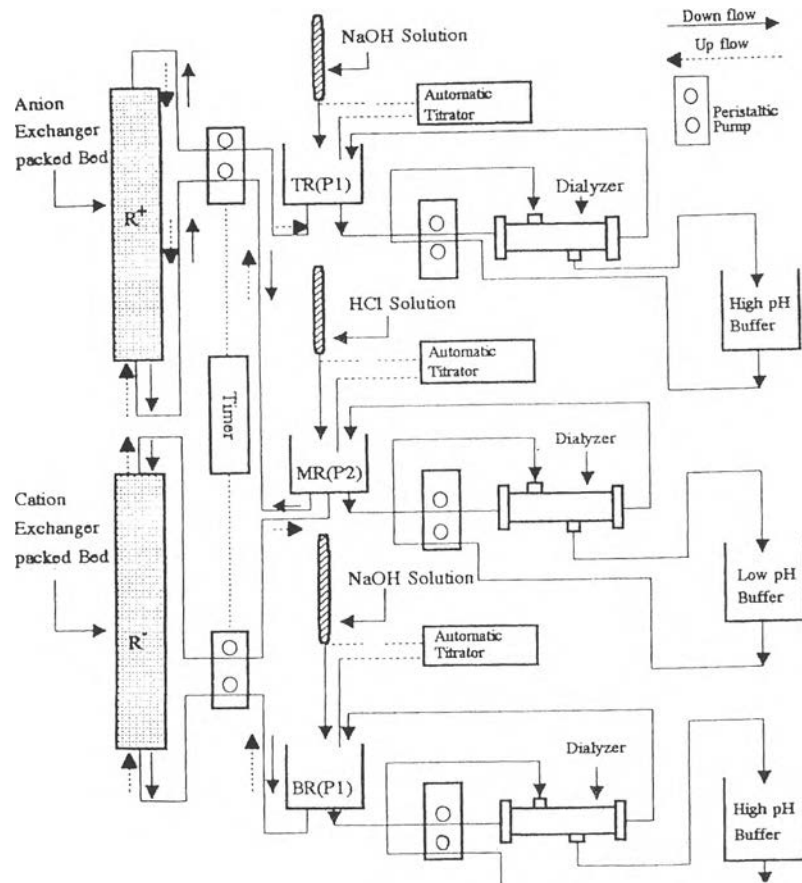 NaOH Solution
Down flow
Up flow
Anion
Exchanger
packed Bed
Automatic
Titrator
Peristaltic
Pump
TR(P1)
Dialyzer
R+
HCl Solution
High pH
Buffer
Automatic
Titrator
Timer
MR(P2)
Dialyzer
Cation
Exchanger
packed Bed
NaOH Solution
Low pH
Buffer
R-
Automatic
Titrator
BR(P1)
Dialyzer
High pH
Buffer